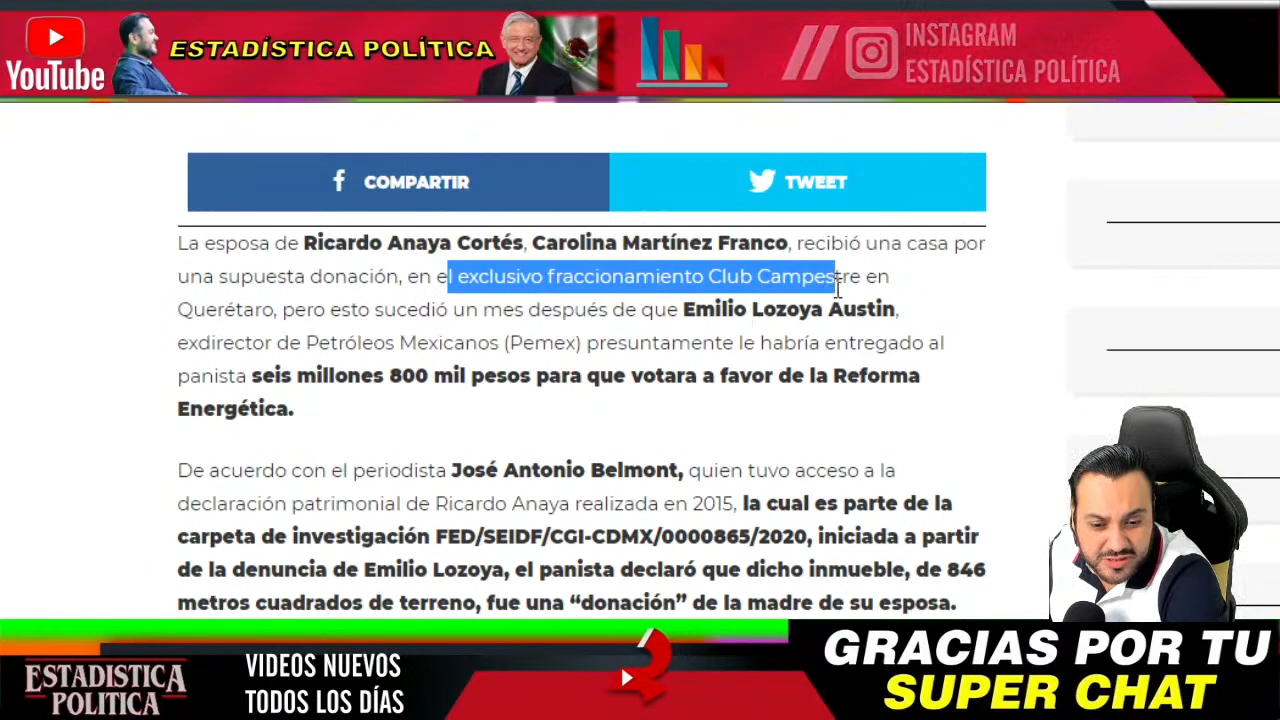 YouTube
ESTADÍSTICA POLÍTICA
INSTAGRAM
ESTADÍSTICA POLÍTICA
COMPARTIR
TWEET
La esposa de Ricardo Anaya Cortés, Carolina Martínez Franco, recibió una casa por
una supuesta donación, en el exclusivo fraccionamiento Club Campestre en
Querétaro, pero esto sucedió un mes después de que Emilio Lozoya Austin,
exdirector de Petróleos Mexicanos (Pemex) presuntamente le habría entregado al
panista seis millones 800 mil pesos para que votara a favor de la Reforma
Energética.
De acuerdo con el periodista José Antonio Belmont, quien tuvo acceso a la
declaración patrimonial de Ricardo Anaya realizada en 2015, la cual es parte de la
carpeta de investigación FED/SEIDF/CGI-CDMX/0000865/2020, iniciada a partir
de la denuncia de Emilio Lozoya, el panista declaró que dicho inmueble, de 846
metros cuadrados de terreno, fue una “donación” de la madre de su esposa.
ESTADISTICA
POLÍTICA
VIDEOS NUEVOS
TODOS LOS DÍAS
GRACIAS POR TU
SUPER CHAT